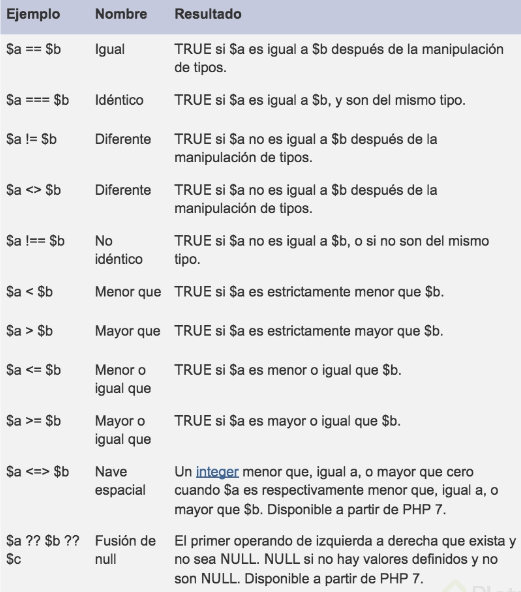 Ejemplo Nombre Resultado
$a == $b Igual TRUE si $a es igual a $b después de la manipulación
de tipos.
$a === $b Idéntico TRUE si $a es igual a $b, y son del mismo tipo.
$a != $b Diferente TRUE si $a no es igual a $b después de la
manipulación de tipos.
$a <> $b Diferente TRUE si $a no es igual a $b después de la
manipulación de tipos.
$a !== $b No TRUE si $a no es igual a $b, o si no son del mismo
idéntico tipo.
$a < $b Menor que TRUE si $a es estrictamente menor que $b.
$a > $b Mayor que TRUE si $a es estrictamente mayor que $b.
$a <= $b Menor o TRUE si $a es menor o igual que $b.
igual que
$a >= $b Mayor o TRUE si $a es mayor o igual que $b.
igual que
$a <=> $b Nave Un integer menor que, igual a, o mayor que cero
espacial cuando $a es respectivamente menor que, igual a, o
mayor que $b. Disponible a partir de PHP 7.
$a ?? $b ?? Fusión de El primer operando de izquierda a derecha que exista y
$c null no sea NULL. NULL si no hay valores definidos y no
son NULL. Disponible a partir de PHP 7.